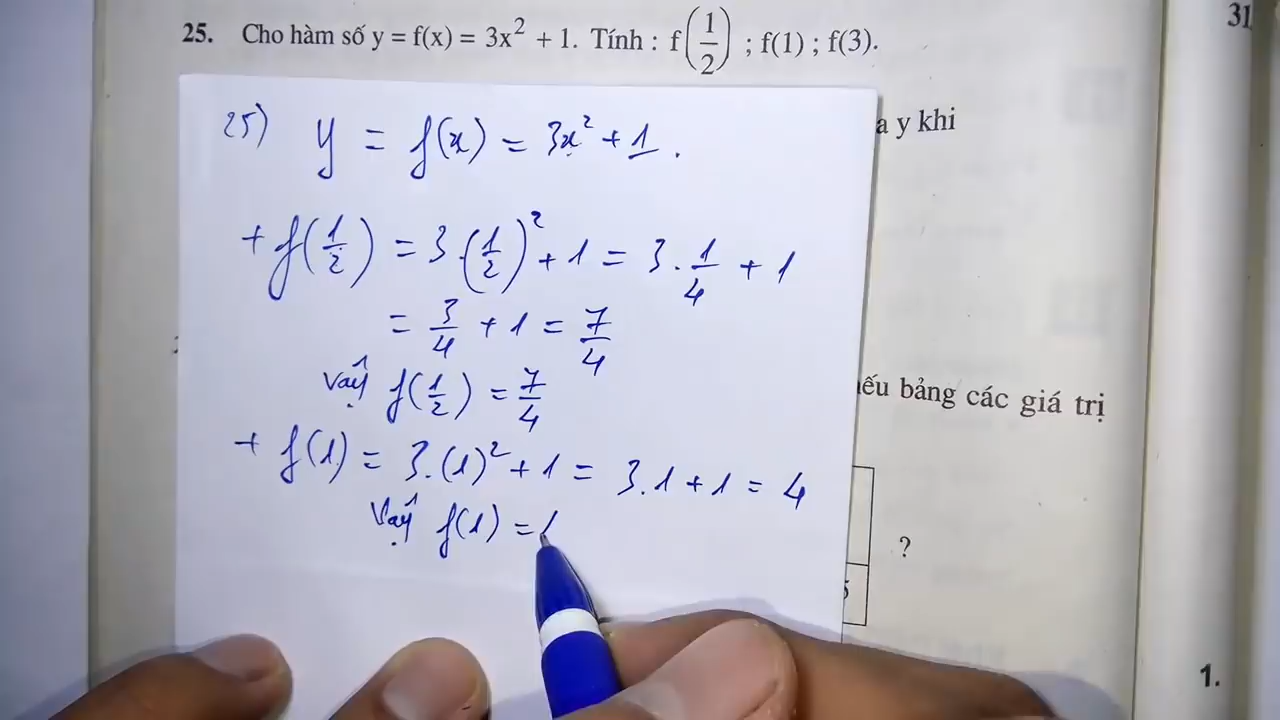 25. Cho hàm số y = f(x) = 3x² + 1. Tính : f(1/2) ; f(1) ; f(3).
31
a y khi
25) y = f(x) = 3x² + 1.
+ f(1/2) = 3.(1/2)² + 1 = 3.1/4 + 1
= 3/4 + 1 = 7/4
Vậy f(1/2) = 7/4
ếu bảng các giá trị
+ f(1) = 3.(1)² + 1 = 3.1 + 1 = 4
Vậy f(1) = 1
?
1.